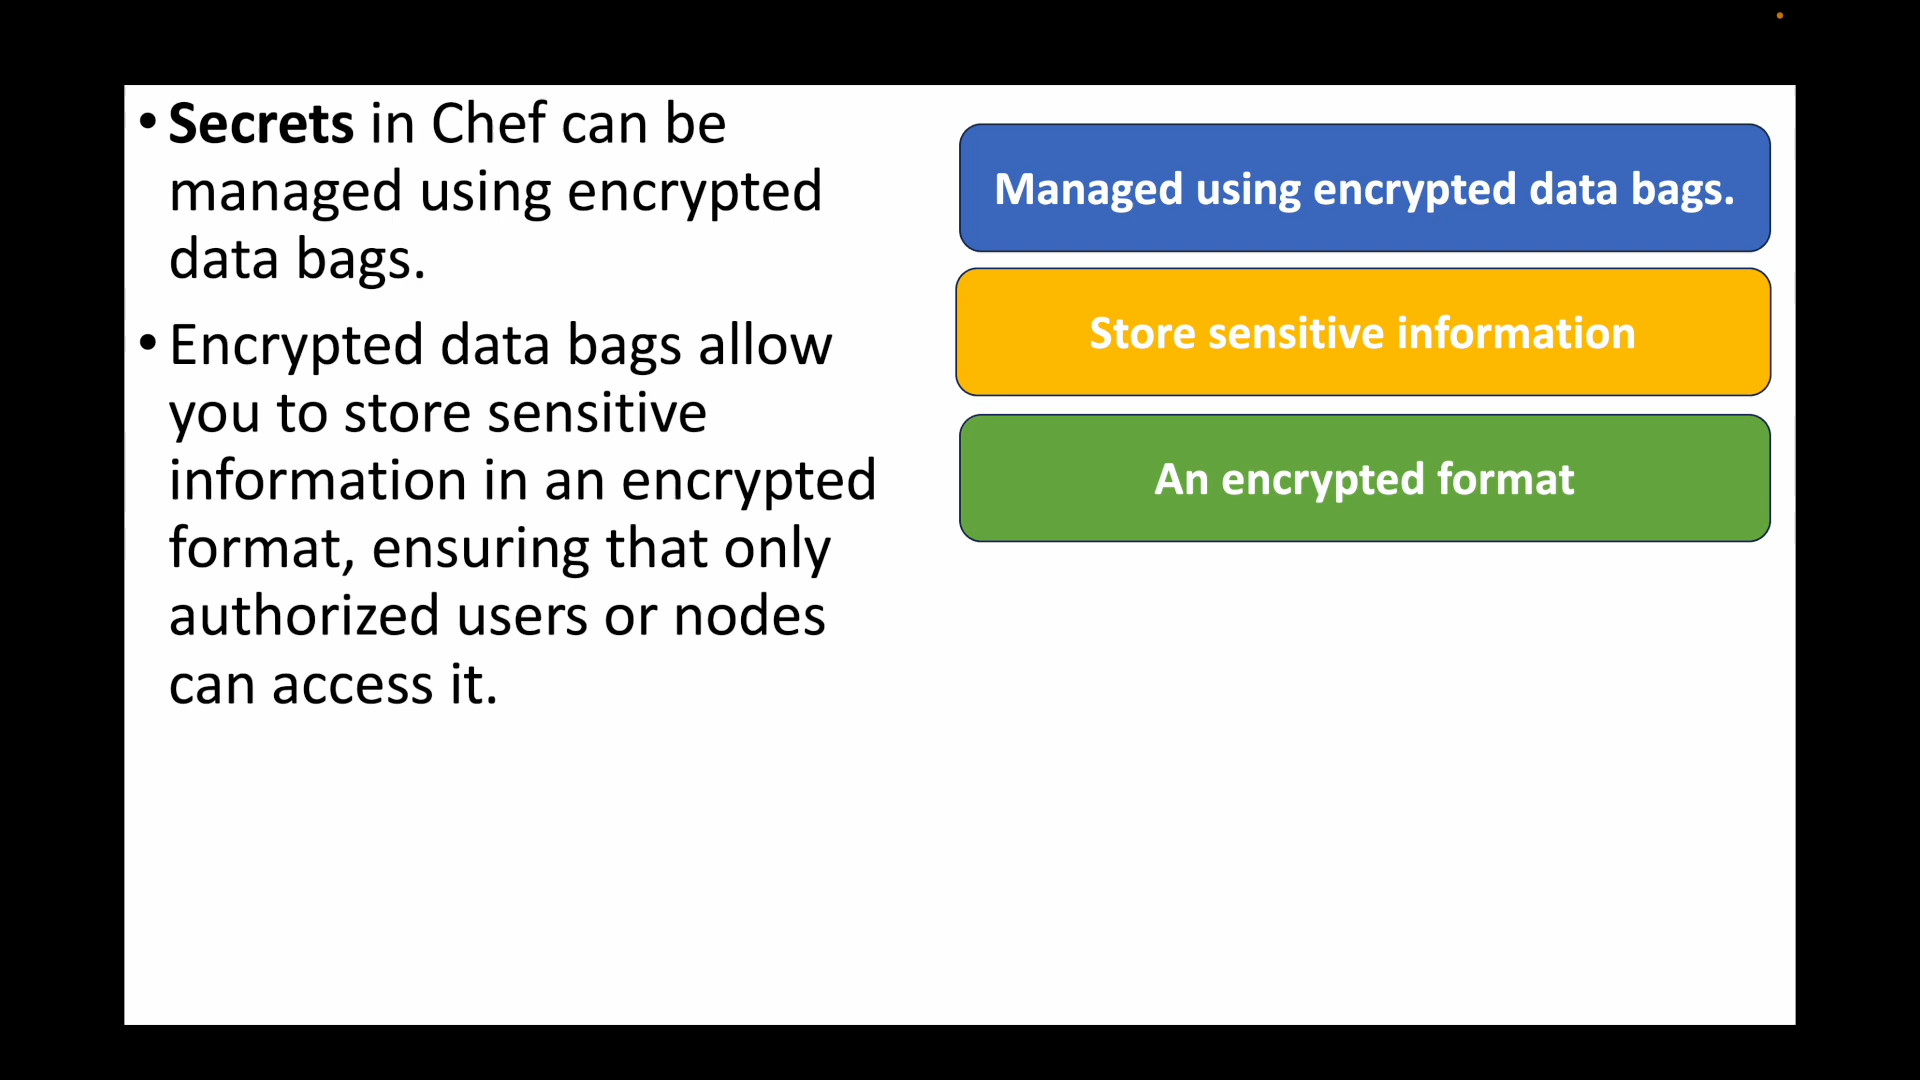 • Secrets in Chef can be
managed using encrypted
data bags.
• Encrypted data bags allow
you to store sensitive
information in an encrypted
format, ensuring that only
authorized users or nodes
can access it.
Managed using encrypted data bags.
Store sensitive information
An encrypted format